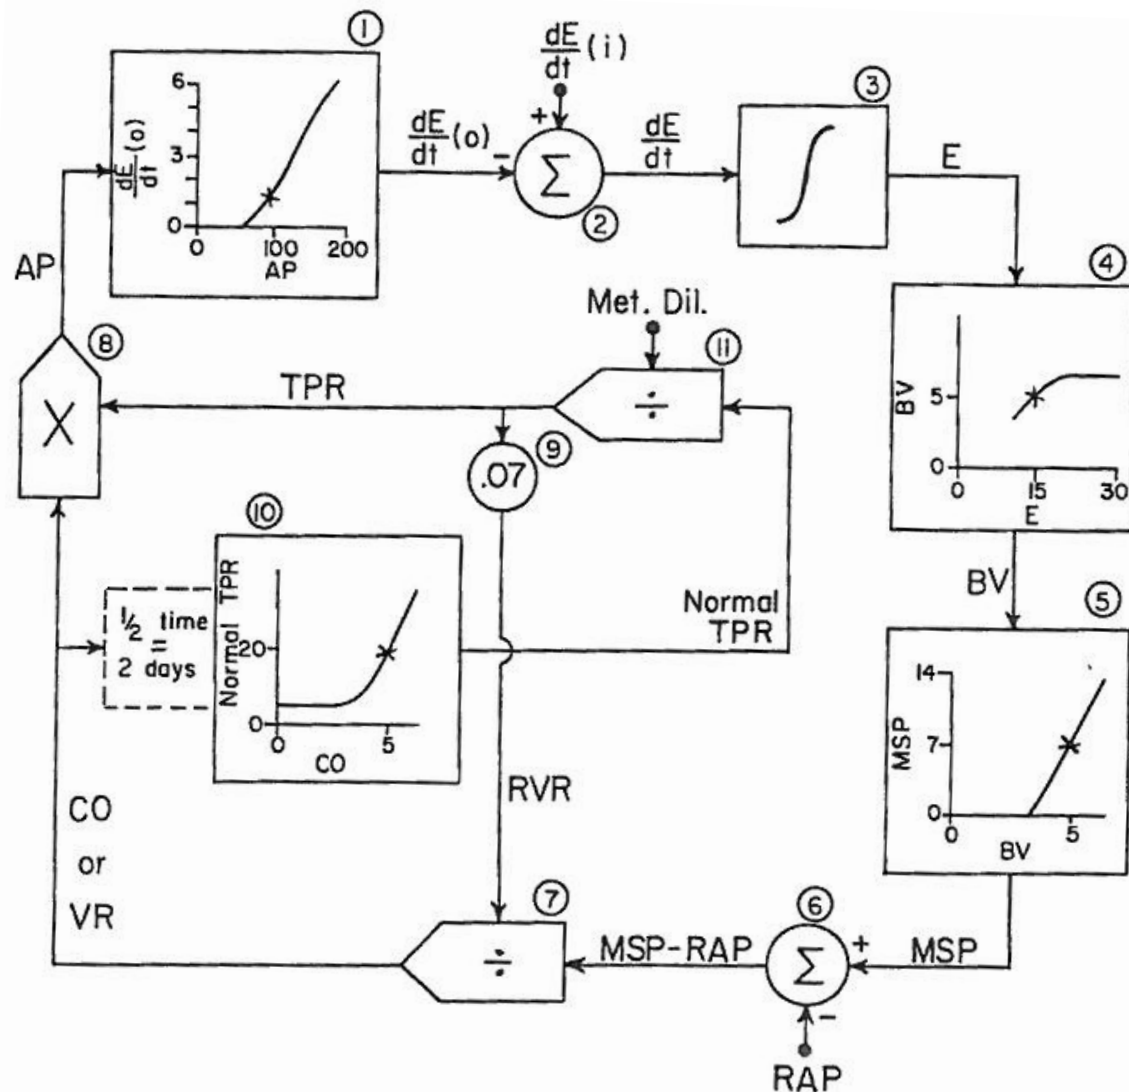 ①
6
3
0
dE/dt (o)
0 100 200
AP
dE/dt (o)
-
dE/dt (i)
+
Σ
②
dE/dt
③
E
④
BV
5
0
0 15 30
E
AP
⑧
X
TPR
Met. Dil.
⑪
÷
⑨
.07
⑩
1/2 time
=
2 days
Normal TPR
20
0
0 5
CO
Normal
TPR
BV
⑤
MSP
14
7
0
0 5
BV
RVR
CO
or
VR
⑦
÷
MSP-RAP
⑥
Σ
+
-
MSP
RAP